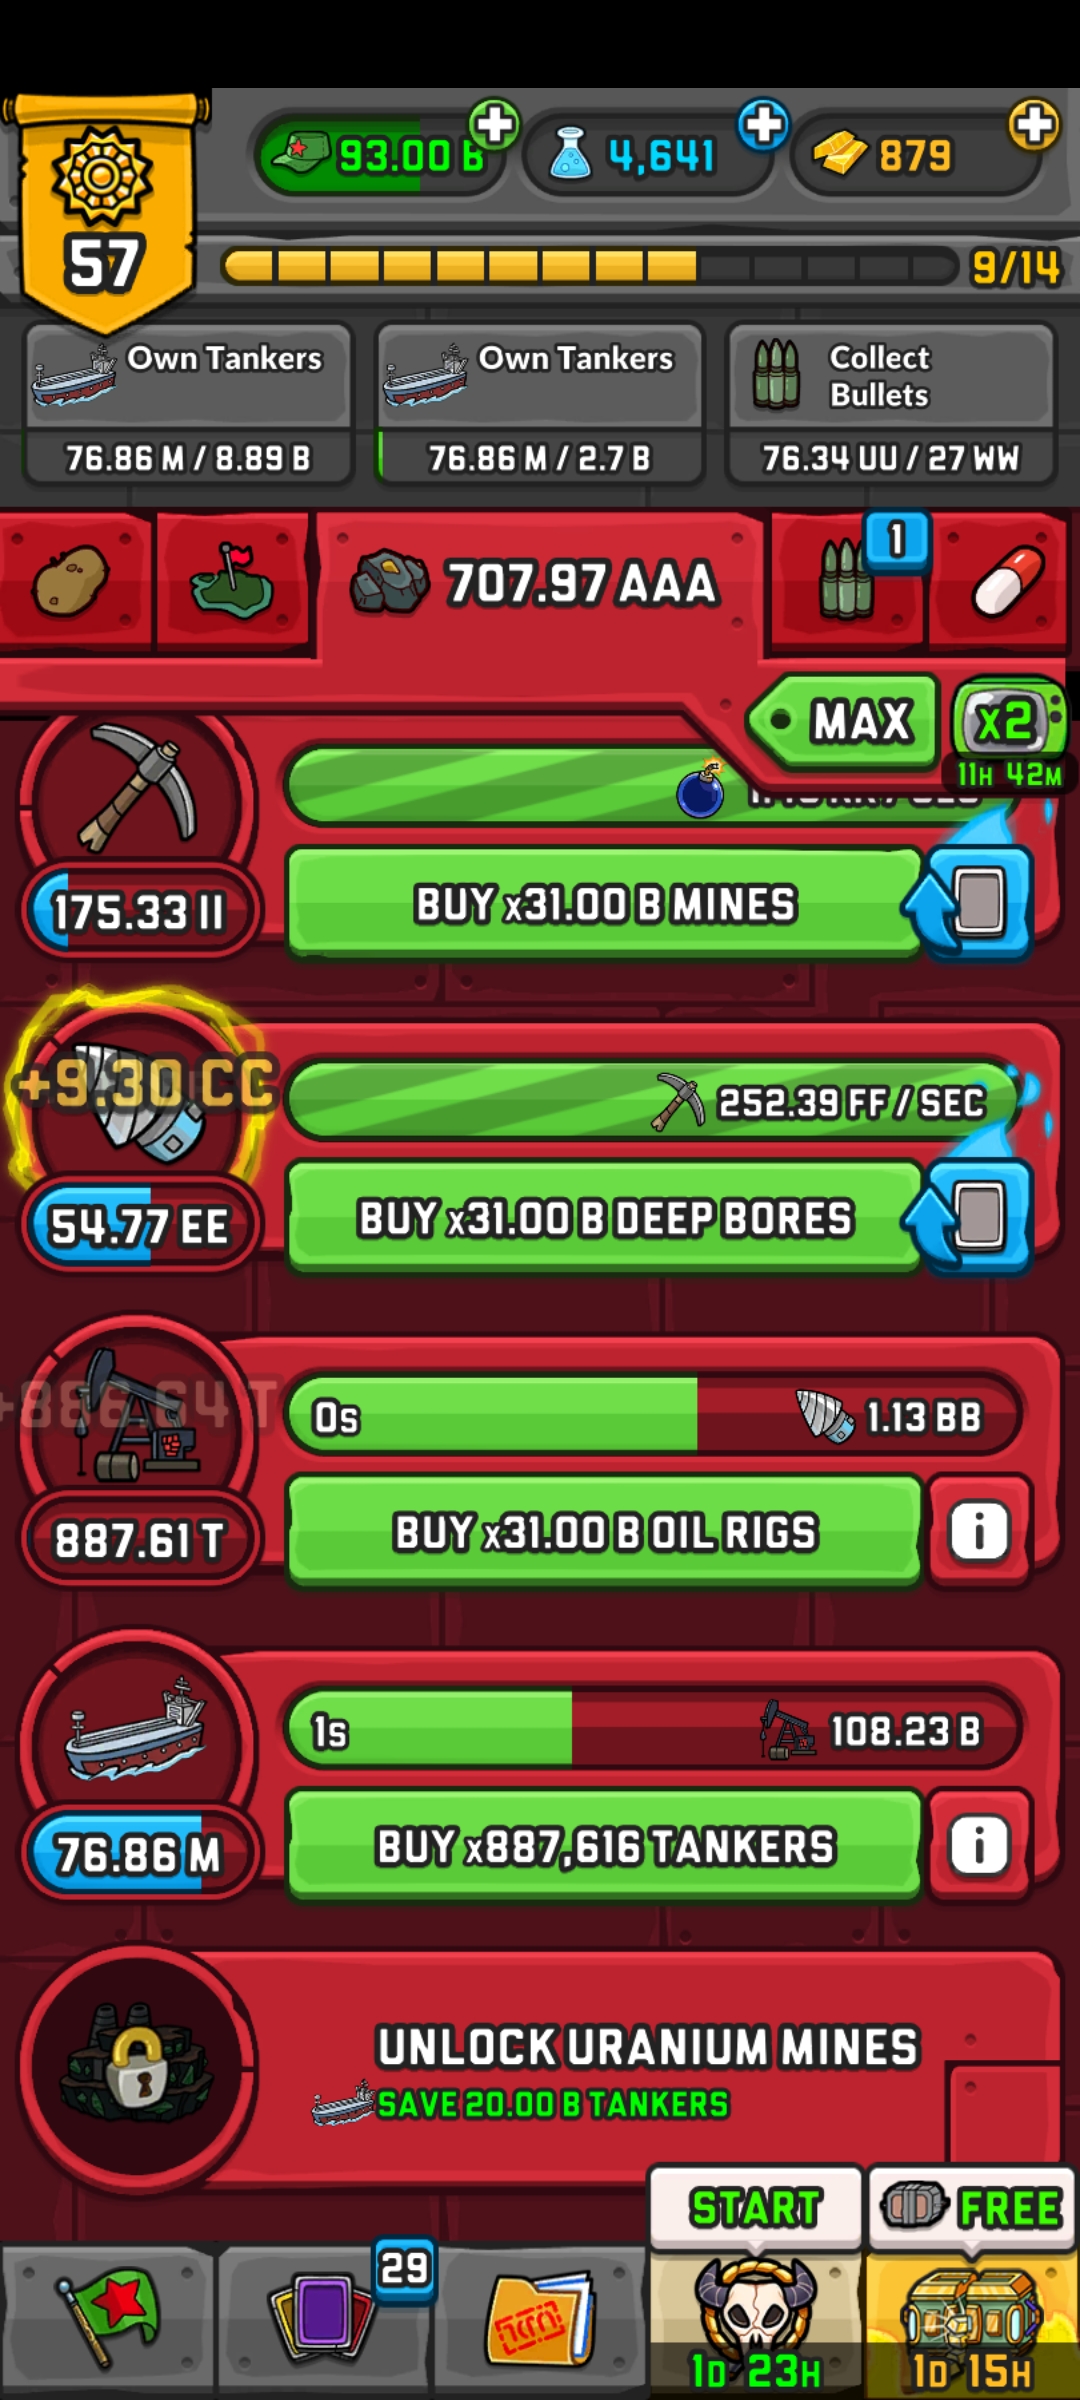 93.00 B
4,641
879
57
9/14
Own Tankers
76.86 M / 8.89 B
Own Tankers
76.86 M / 2.7 B
Collect
Bullets
76.34 UU / 27 WW
707.97 AAA
1
MAX
x2
11H 42M
175.33 II
BUY x31.00 B MINES
+9.30 CC
252.39 FF / SEC
54.77 EE
BUY x31.00 B DEEP BORES
+886.64 T
0s
1.13 BB
887.61 T
BUY x31.00 B OIL RIGS
i
1s
108.23 B
76.86 M
BUY x887,616 TANKERS
i
UNLOCK URANIUM MINES
SAVE 20.00 B TANKERS
START
FREE
29
1D 23H
1D 15H